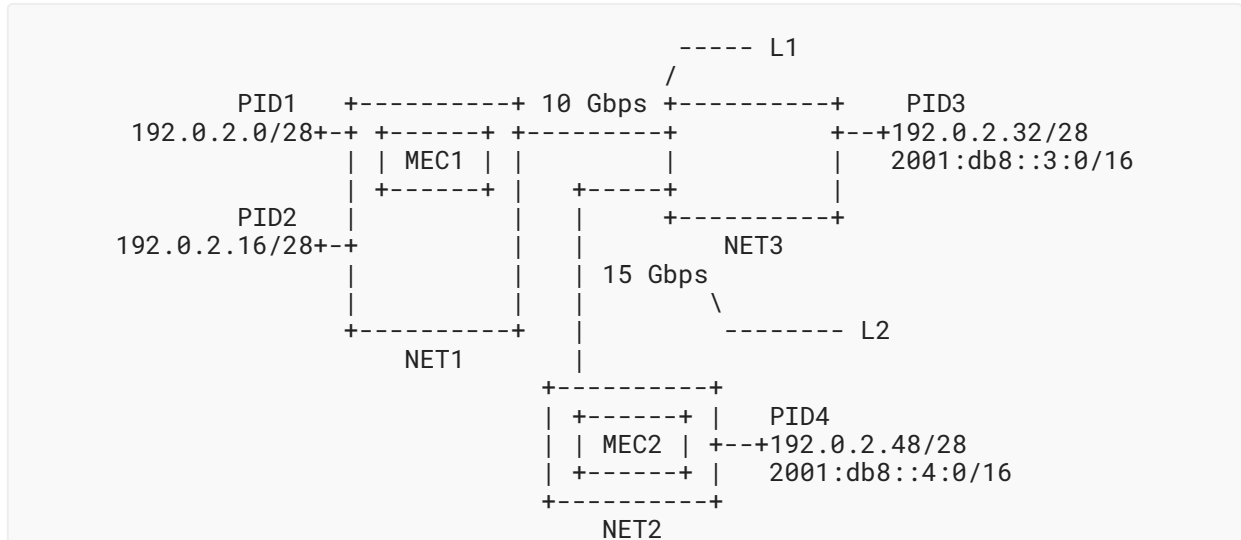 ----- L1
/
PID1 +----------+ 10 Gbps +----------+ PID3
192.0.2.0/28+-+ +------+ +---------+ +--+192.0.2.32/28
| | MEC1 | | | | 2001:db8::3:0/16
| +------+ | +-----+ |
PID2 | | | +----------+
192.0.2.16/28+-+ | | NET3
| | | 15 Gbps
| | | \
+----------+ | -------- L2
NET1 |
+----------+
| +------+ | PID4
| | MEC2 | +--+192.0.2.48/28
| +------+ | 2001:db8::4:0/16
+----------+
NET2